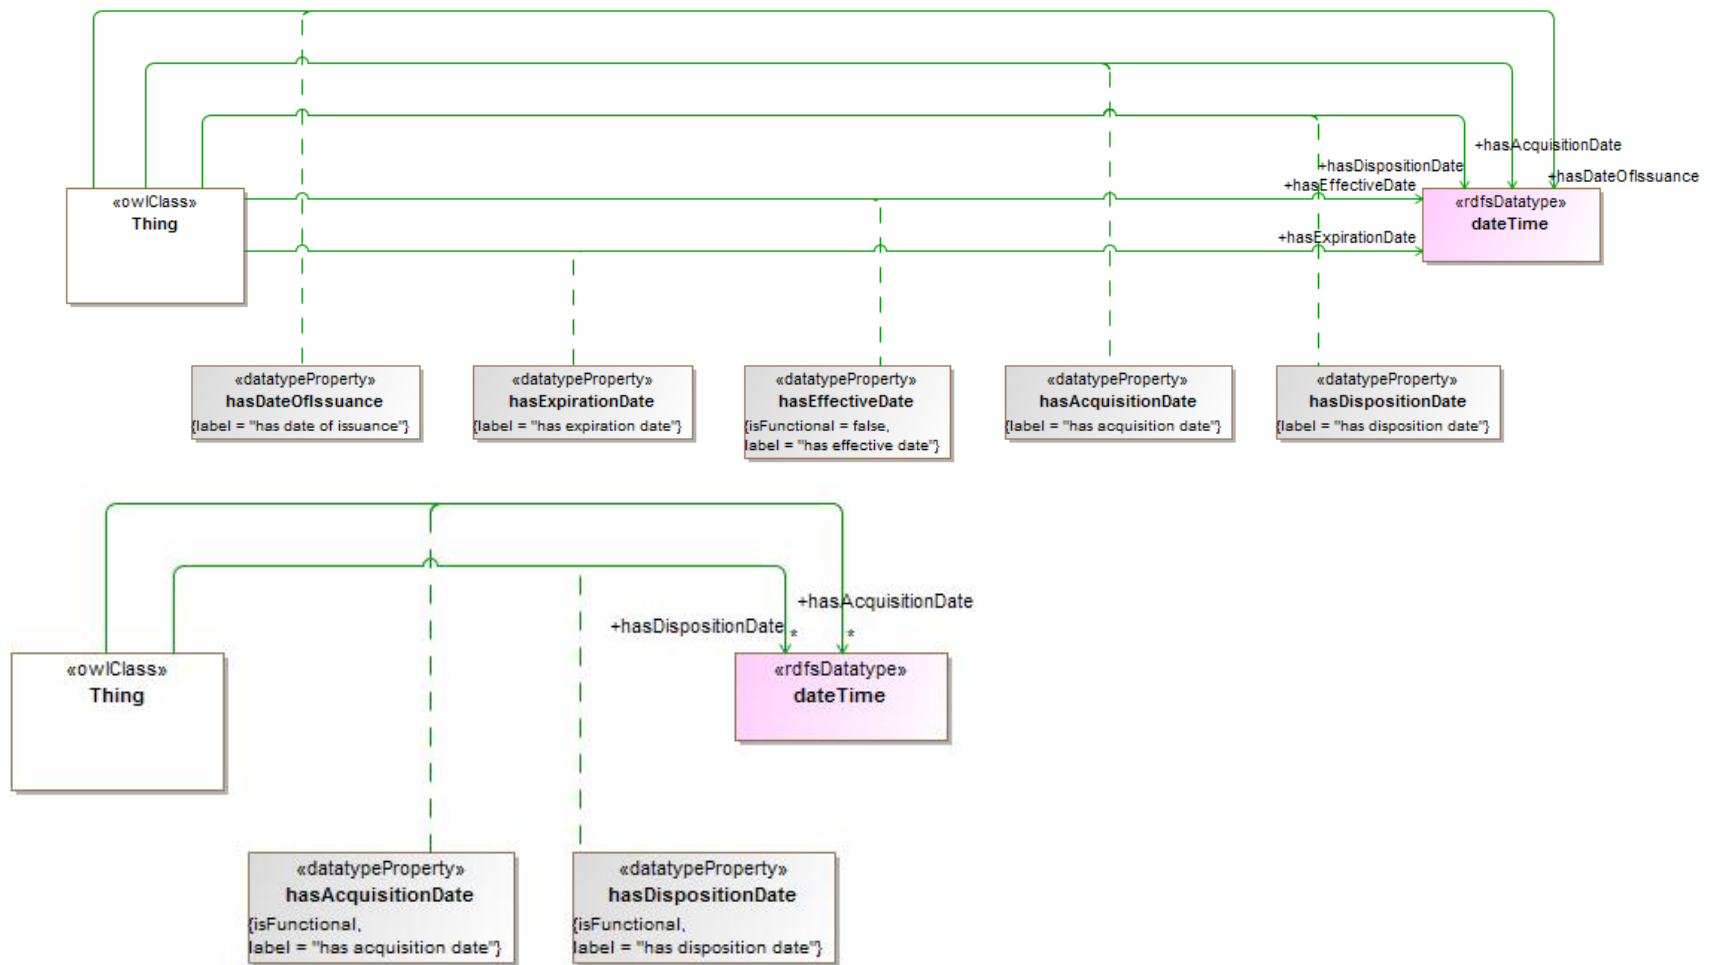 +hasAcquisitionDate
+hasDispositionDate
+hasDateOfIssuance
+hasEffectiveDate
«owlClass»
Thing
«rdfsDatatype»
dateTime
+hasExpirationDate
«datatypeProperty»
hasDateOfIssuance
{label = "has date of issuance"}
«datatypeProperty»
hasExpirationDate
{label = "has expiration date"}
«datatypeProperty»
hasEffectiveDate
{isFunctional = false,
label = "has effective date"}
«datatypeProperty»
hasAcquisitionDate
{label = "has acquisition date"}
«datatypeProperty»
hasDispositionDate
{label = "has disposition date"}
+hasAcquisitionDate
+hasDispositionDate
*
*
«owlClass»
Thing
«rdfsDatatype»
dateTime
«datatypeProperty»
hasAcquisitionDate
{isFunctional,
label = "has acquisition date"}
«datatypeProperty»
hasDispositionDate
{isFunctional,
label = "has disposition date"}